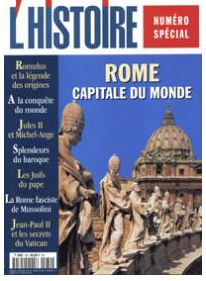 L'HISTOIRE
NUMÉRO
SPÉCIAL
ROME
CAPITALE DU MONDE
Romulus
et la légende
des origines
A la conquête
du monde
Jules II
et Michel-Ange
Splendeurs
du baroque
Les Juifs
du pape
La Rome fasciste
de Mussolini
Jean-Paul II
et les secrets
du Vatican